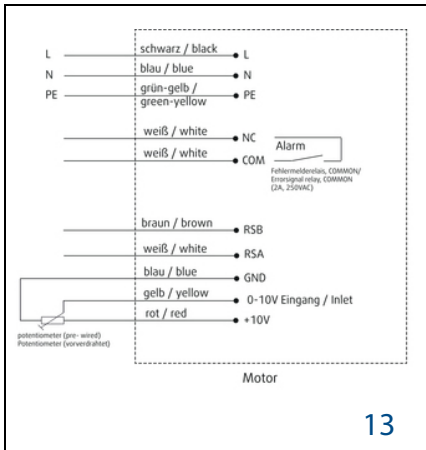 L schwarz / black L
N blau / blue N
PE grün-gelb / green-yellow PE
weiß / white NC
Alarm
weiß / white COM
Fehlermelderelais, COMMON/
Errorsignal relay, COMMON
(2A, 250VAC)
braun / brown RSB
weiß / white RSA
blau / blue GND
gelb / yellow 0-10V Eingang / Inlet
rot / red +10V
potentiometer (pre- wired)
Potentiometer (vorverdrahtet)
Motor
13